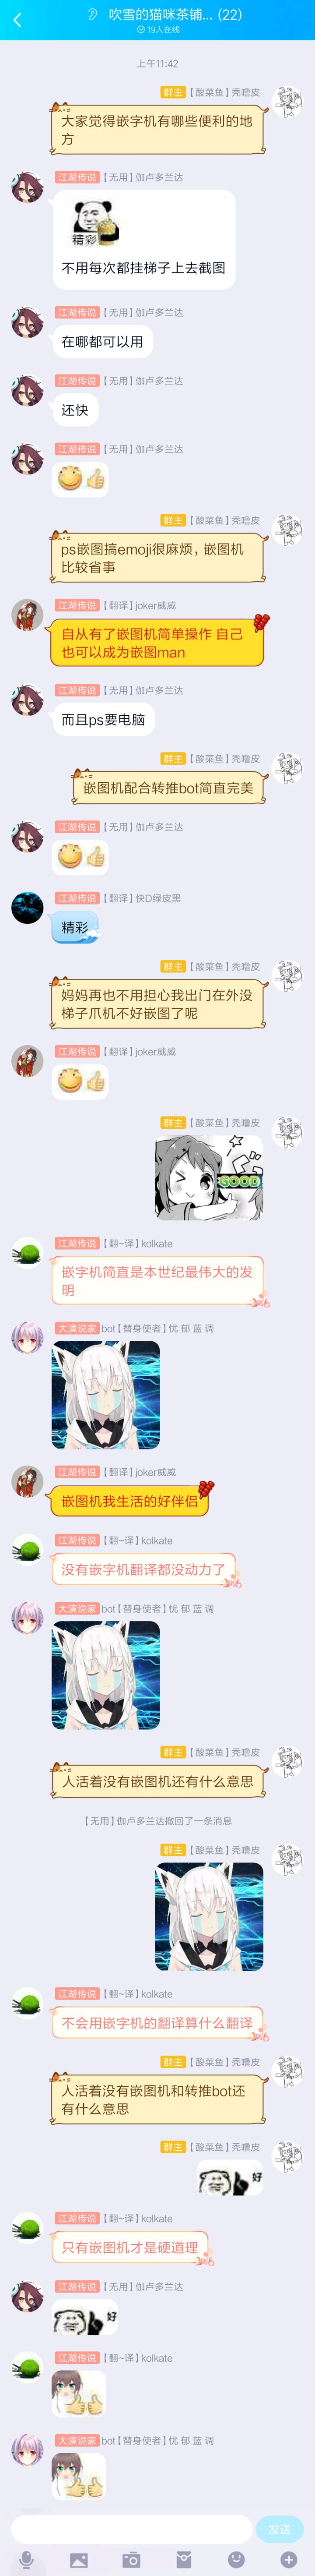 吹雪的猫咪茶铺... (22)
19人在线
上午11:42
群主【酸菜鱼】秃噜皮
大家觉得嵌字机有哪些便利的地
方
江湖传说【无用】伽卢多兰达
精彩
不用每次都挂梯子上去截图
江湖传说【无用】伽卢多兰达
在哪都可以用
江湖传说【无用】伽卢多兰达
还快
江湖传说【无用】伽卢多兰达
群主【酸菜鱼】秃噜皮
ps嵌图搞emoji很麻烦，嵌图机
比较省事
江湖传说【翻译】joker威威
自从有了嵌图机简单操作 自己
也可以成为嵌图man
江湖传说【无用】伽卢多兰达
而且ps要电脑
群主【酸菜鱼】秃噜皮
嵌图机配合转推bot简直完美
江湖传说【无用】伽卢多兰达
江湖传说【翻译】快D绿皮黑
精彩
群主【酸菜鱼】秃噜皮
妈妈再也不用担心我出门在外没
梯子爪机不好嵌图了呢
江湖传说【翻译】joker威威
群主【酸菜鱼】秃噜皮
GOOD
江湖传说【翻~译】kolkate
嵌字机简直是本世纪最伟大的发
明
大演说家bot【替身使者】忧 郁 蓝 调
江湖传说【翻译】joker威威
嵌图机我生活的好伴侣
江湖传说【翻~译】kolkate
没有嵌字机翻译都没动力了
大演说家bot【替身使者】忧 郁 蓝 调
群主【酸菜鱼】秃噜皮
人活着没有嵌图机还有什么意思
【无用】伽卢多兰达撤回了一条消息
群主【酸菜鱼】秃噜皮
江湖传说【翻~译】kolkate
不会用嵌字机的翻译算什么翻译
群主【酸菜鱼】秃噜皮
人活着没有嵌图机和转推bot还
有什么意思
群主【酸菜鱼】秃噜皮
好
江湖传说【翻~译】kolkate
只有嵌图机才是硬道理
江湖传说【无用】伽卢多兰达
好
江湖传说【翻~译】kolkate
大演说家bot【替身使者】忧 郁 蓝 调
发送